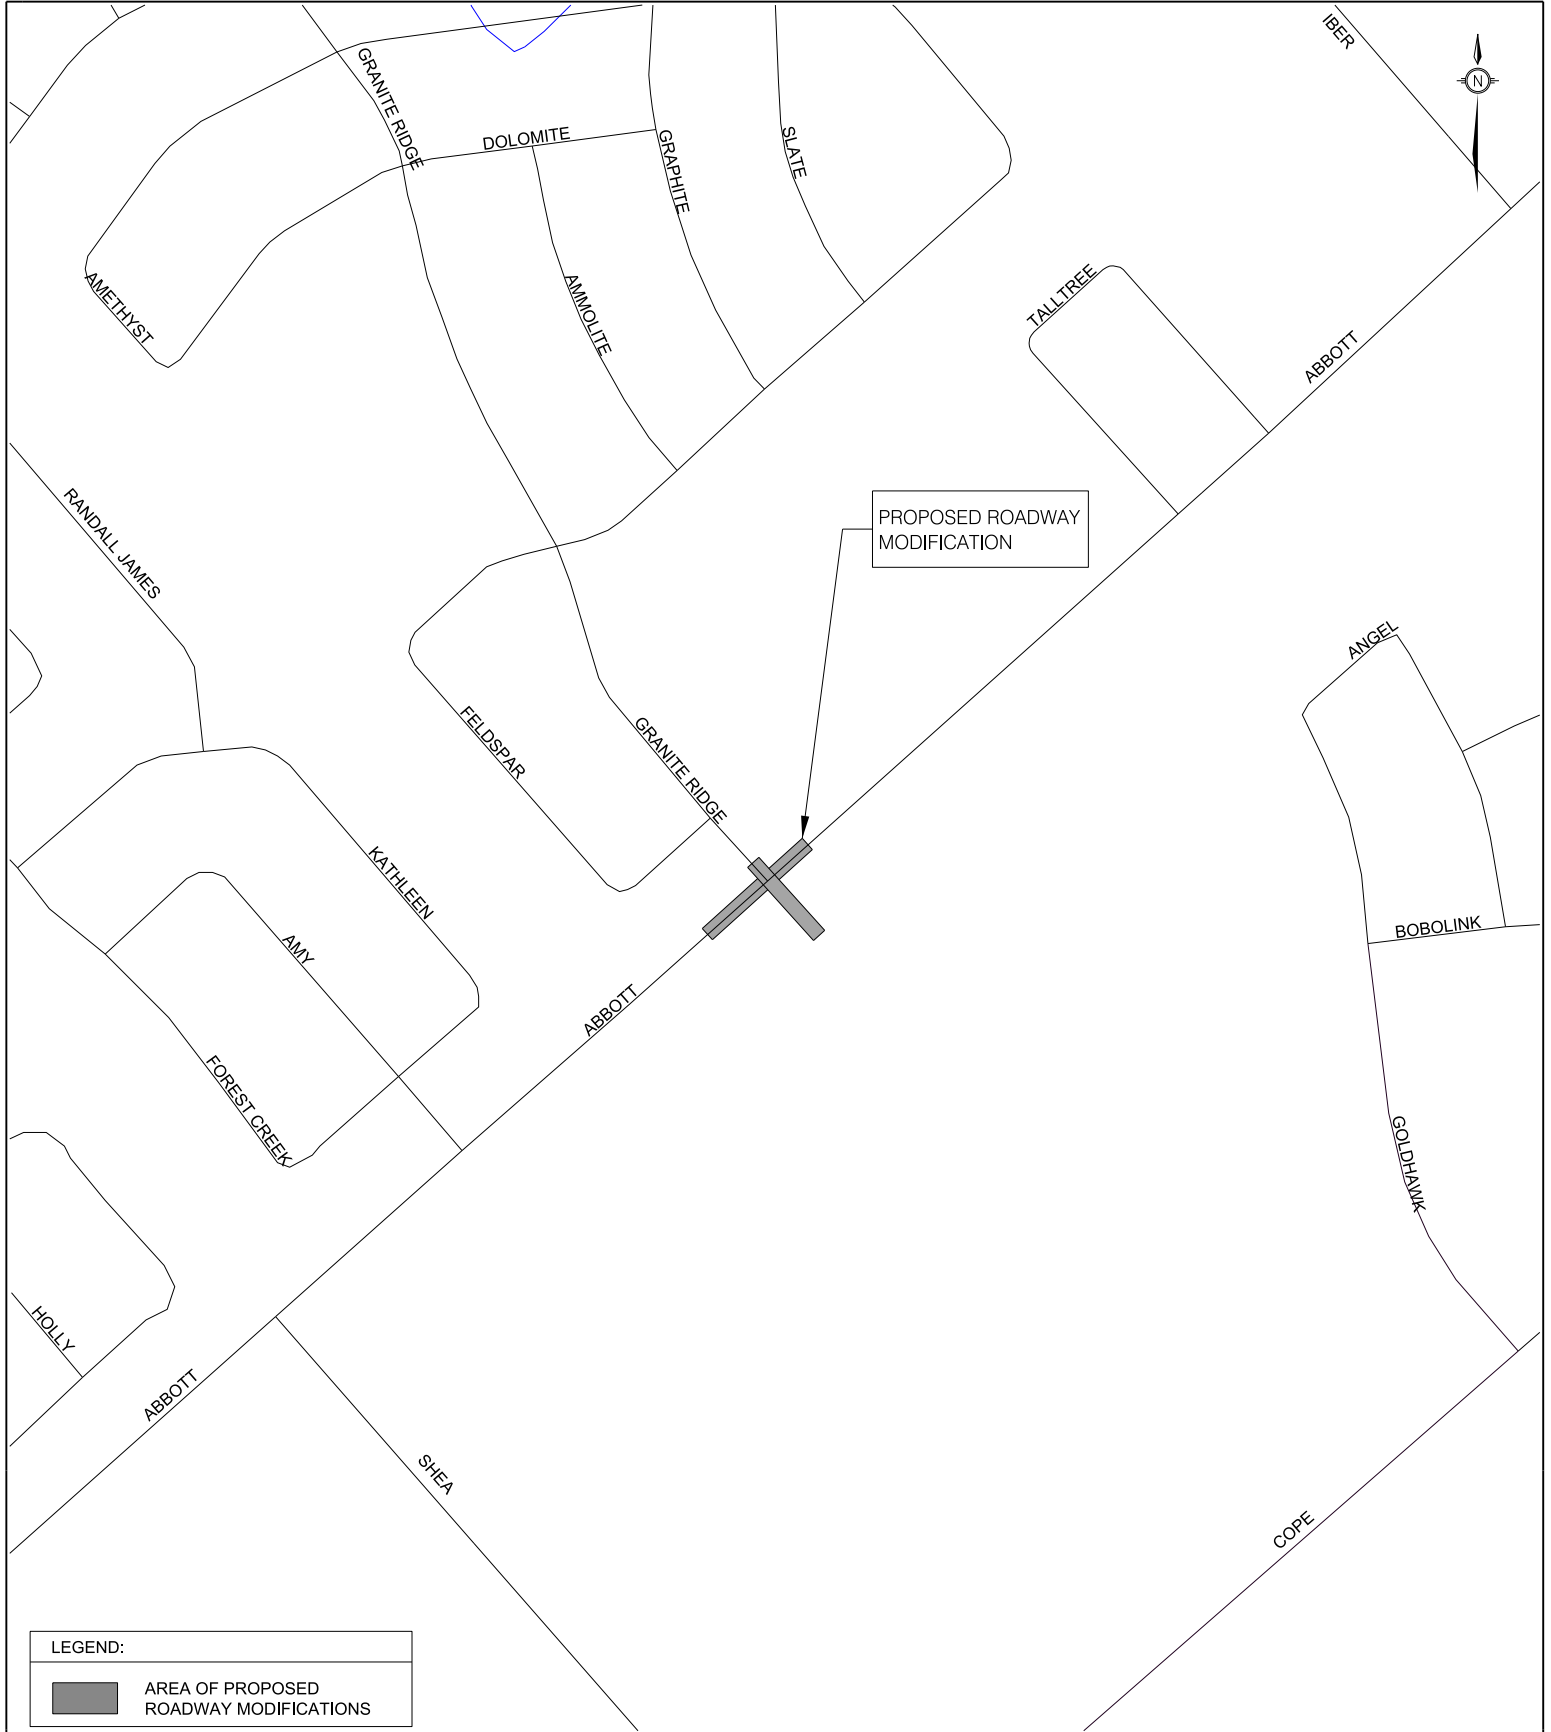 IBER
N
GRANITE RIDGE
DOLOMITE
GRAPHITE
SLATE
AMETHYST
AMMOLITE
TALLTREE
ABBOTT
RANDALL JAMES
PROPOSED ROADWAY
MODIFICATION
ANGEL
FELDSPAR
GRANITE RIDGE
KATHLEEN
AMY
BOBOLINK
ABBOTT
FOREST CREEK
GOLDHAWK
HOLLY
ABBOTT
SHEA
COPE
LEGEND:
AREA OF PROPOSED
ROADWAY MODIFICATIONS